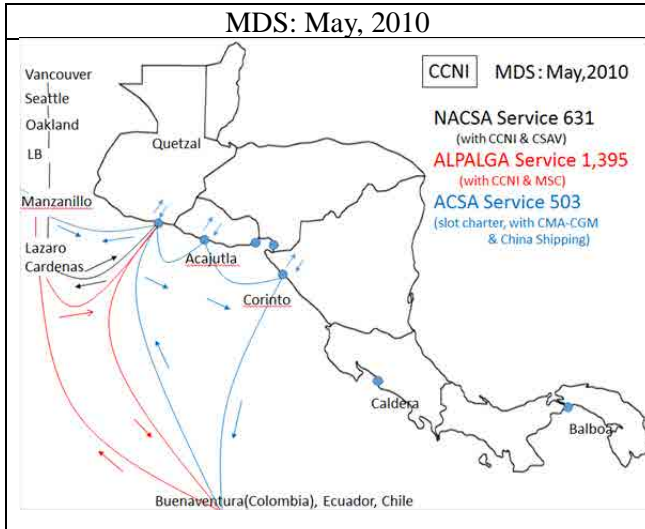 MDS: May, 2010
CCNI
MDS: May,2010
NACSA Service 631
(with CCNI & CSAV)
ALPALGA Service 1,395
(with CCNI & MSC)
ACSA Service 503
(slot charter, with CMA-CGM
& China Shipping)
Vancouver
Seattle
Oakland
LB
Manzanillo
Lazaro
Cardenas
Quetzal
Acajutla
Corinto
Caldera
Balboa
Buenaventura(Colombia), Ecuador, Chile